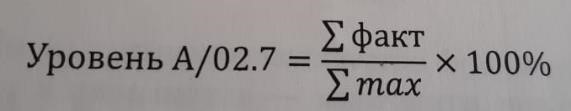 Уровень А/02.7 = ∑ факт / ∑ max × 100%